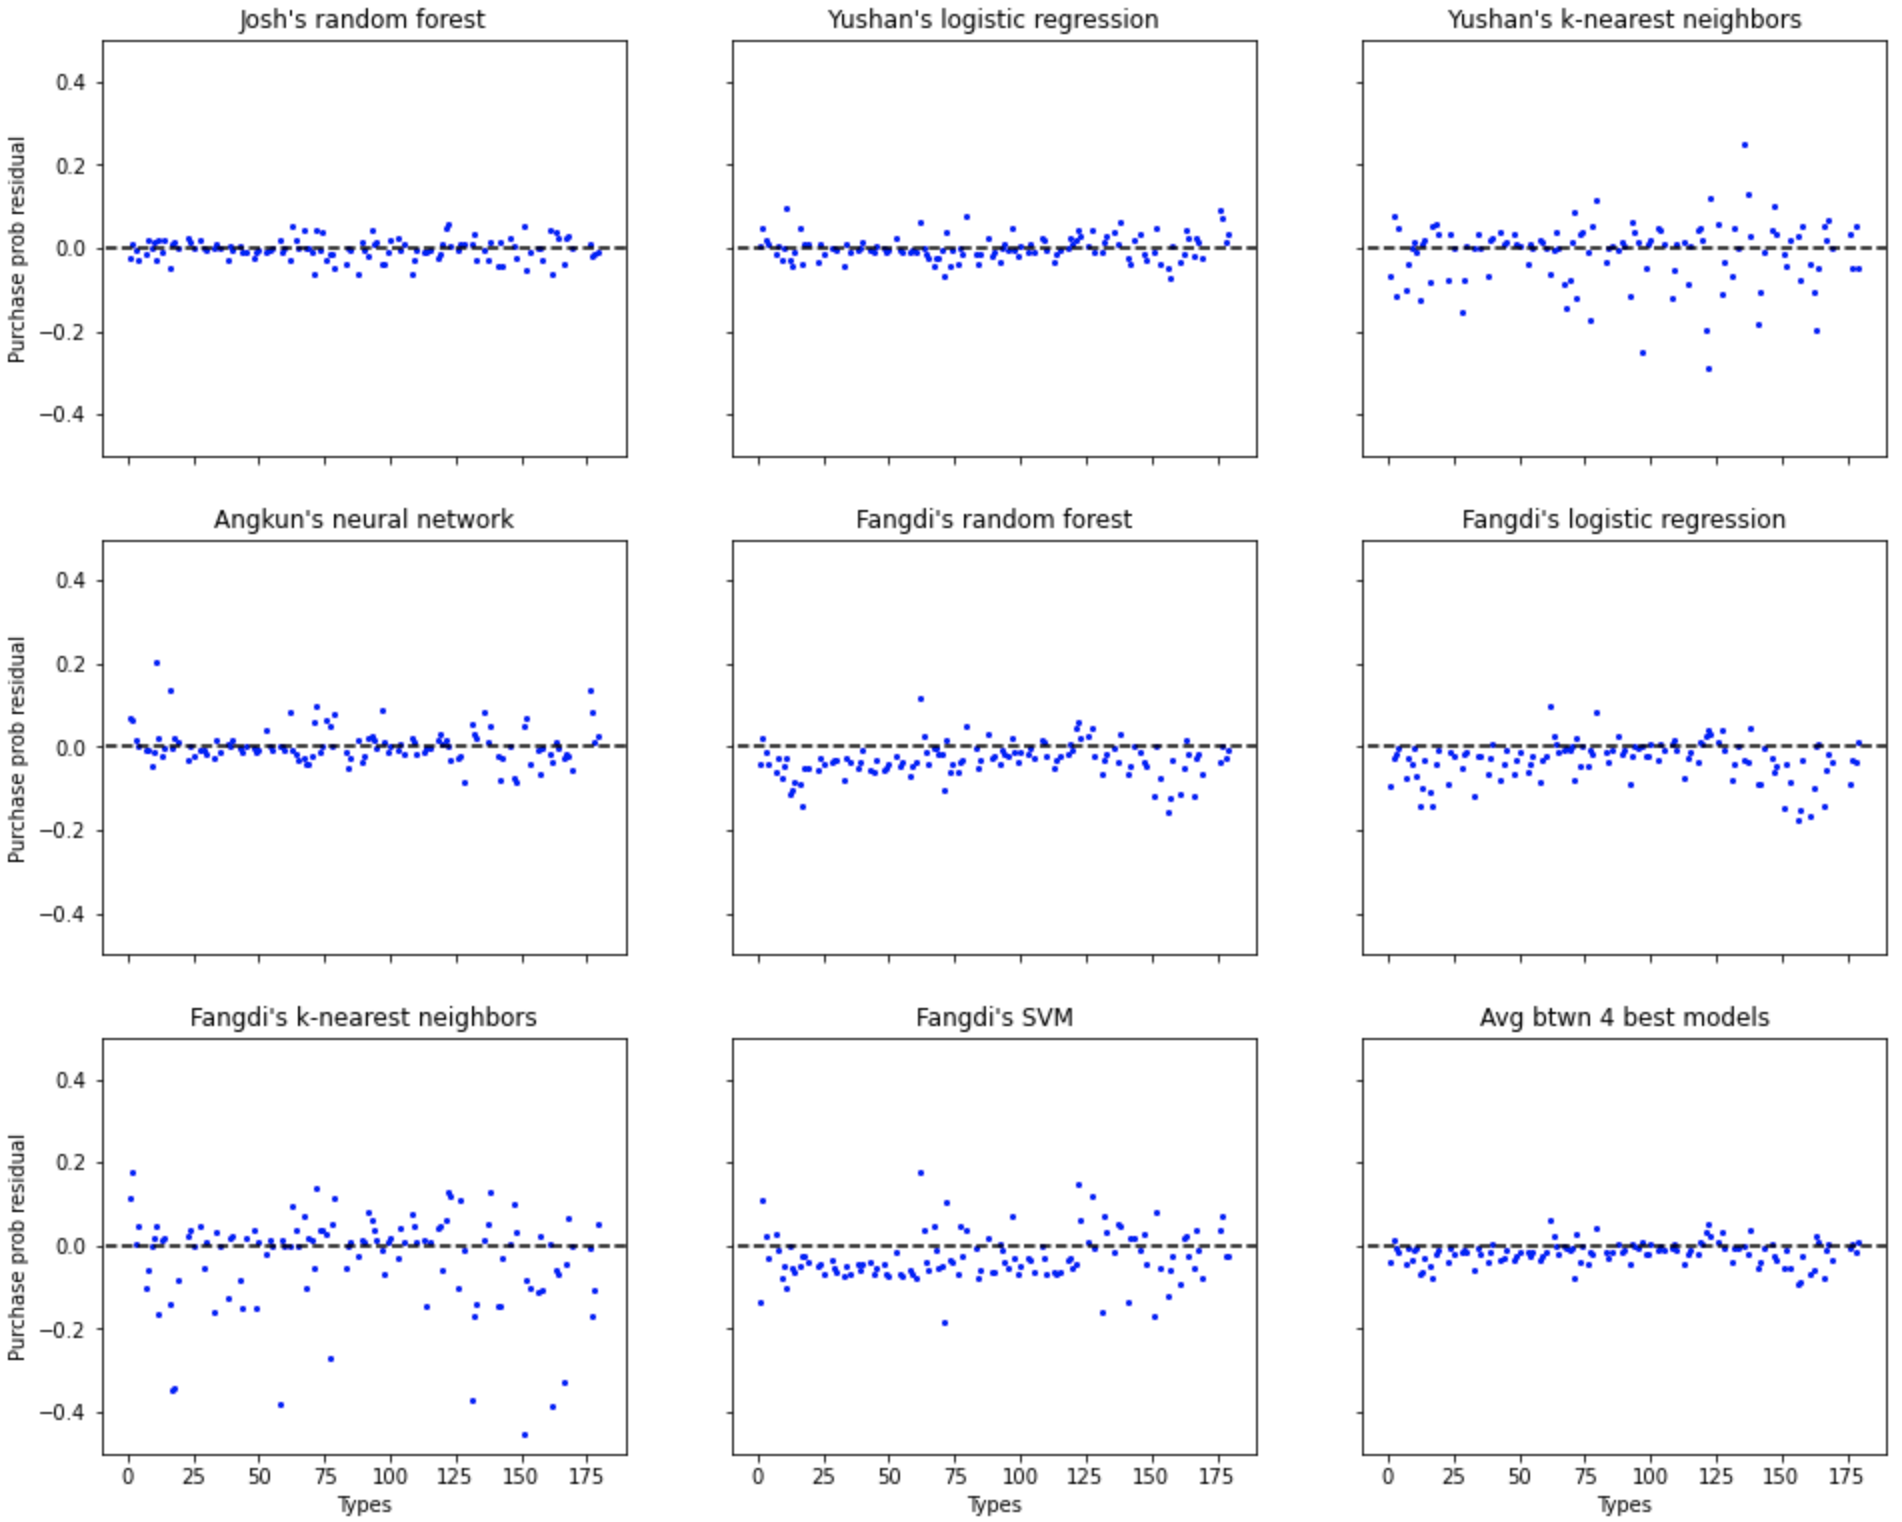 Josh's random forest
Yushan's logistic regression
Yushan's k-nearest neighbors
Purchase prob residual
0.4
0.2
0.0
−0.2
−0.4
Angkun's neural network
Fangdi's random forest
Fangdi's logistic regression
Purchase prob residual
0.4
0.2
0.0
−0.2
−0.4
Fangdi's k-nearest neighbors
Fangdi's SVM
Avg btwn 4 best models
Purchase prob residual
0.4
0.2
0.0
−0.2
−0.4
0 25 50 75 100 125 150 175
0 25 50 75 100 125 150 175
0 25 50 75 100 125 150 175
Types
Types
Types